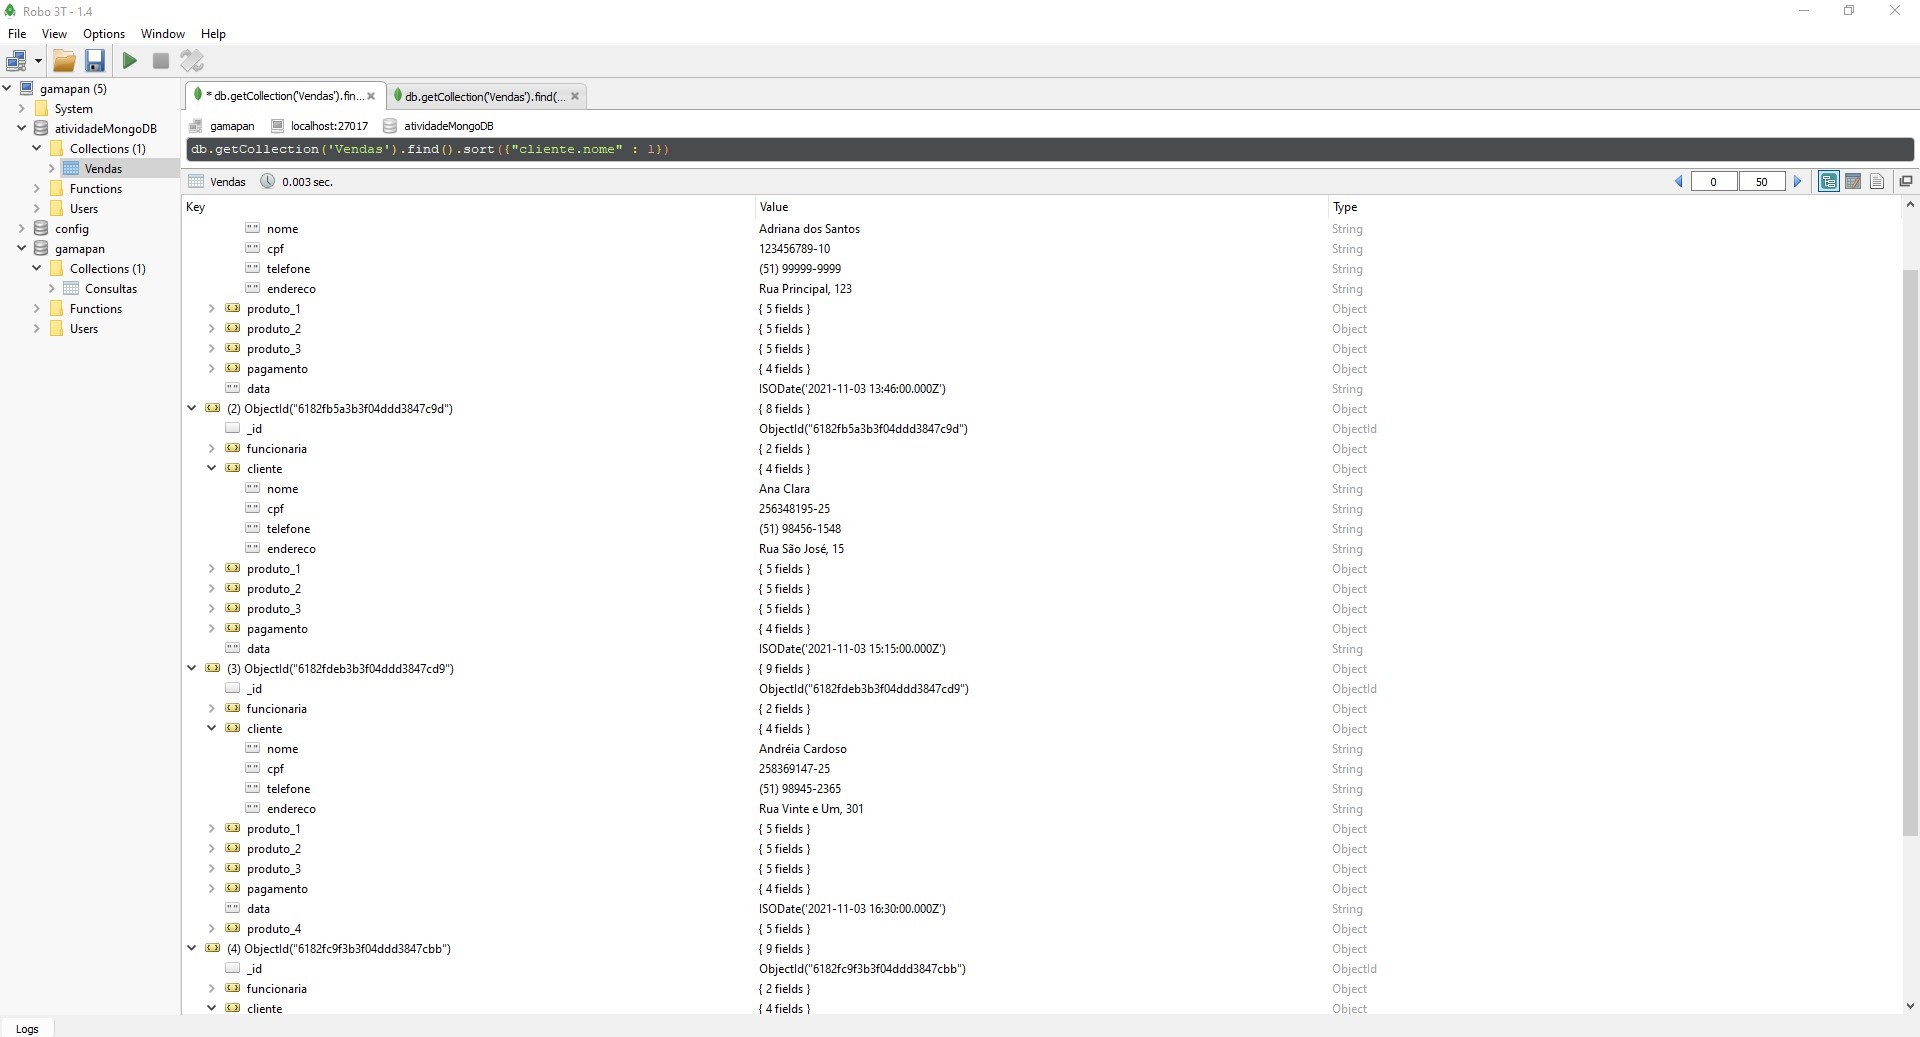 Robo 3T - 1.4
File View Options Window Help
gamapan (5)
System
atividadeMongoDB
Collections (1)
Vendas
Functions
Users
config
gamapan
Collections (1)
Consultas
Functions
Users
* db.getCollection('Vendas').fin... db.getCollection('Vendas').find(...
gamapan localhost:27017 atividadeMongoDB
db.getCollection('Vendas').find().sort({"cliente.nome" : 1})
Vendas 0.003 sec. 0 50
Key Value Type
nome Adriana dos Santos String
cpf 123456789-10 String
telefone (51) 99999-9999 String
endereco Rua Principal, 123 String
produto_1 { 5 fields } Object
produto_2 { 5 fields } Object
produto_3 { 5 fields } Object
pagamento { 4 fields } Object
data ISODate('2021-11-03 13:46:00.000Z') String
(2) ObjectId("6182fb5a3b3f04ddd3847c9d") { 8 fields } Object
_id ObjectId("6182fb5a3b3f04ddd3847c9d") ObjectId
funcionaria { 2 fields } Object
cliente { 4 fields } Object
nome Ana Clara String
cpf 256348195-25 String
telefone (51) 98456-1548 String
endereco Rua São José, 15 String
produto_1 { 5 fields } Object
produto_2 { 5 fields } Object
produto_3 { 5 fields } Object
pagamento { 4 fields } Object
data ISODate('2021-11-03 15:15:00.000Z') String
(3) ObjectId("6182fdeb3b3f04ddd3847cd9") { 9 fields } Object
_id ObjectId("6182fdeb3b3f04ddd3847cd9") ObjectId
funcionaria { 2 fields } Object
cliente { 4 fields } Object
nome Andréia Cardoso String
cpf 258369147-25 String
telefone (51) 98945-2365 String
endereco Rua Vinte e Um, 301 String
produto_1 { 5 fields } Object
produto_2 { 5 fields } Object
produto_3 { 5 fields } Object
pagamento { 4 fields } Object
data ISODate('2021-11-03 16:30:00.000Z') String
produto_4 { 5 fields } Object
(4) ObjectId("6182fc9f3b3f04ddd3847cbb") { 9 fields } Object
_id ObjectId("6182fc9f3b3f04ddd3847cbb") ObjectId
funcionaria { 2 fields } Object
cliente { 4 fields } Object
Logs